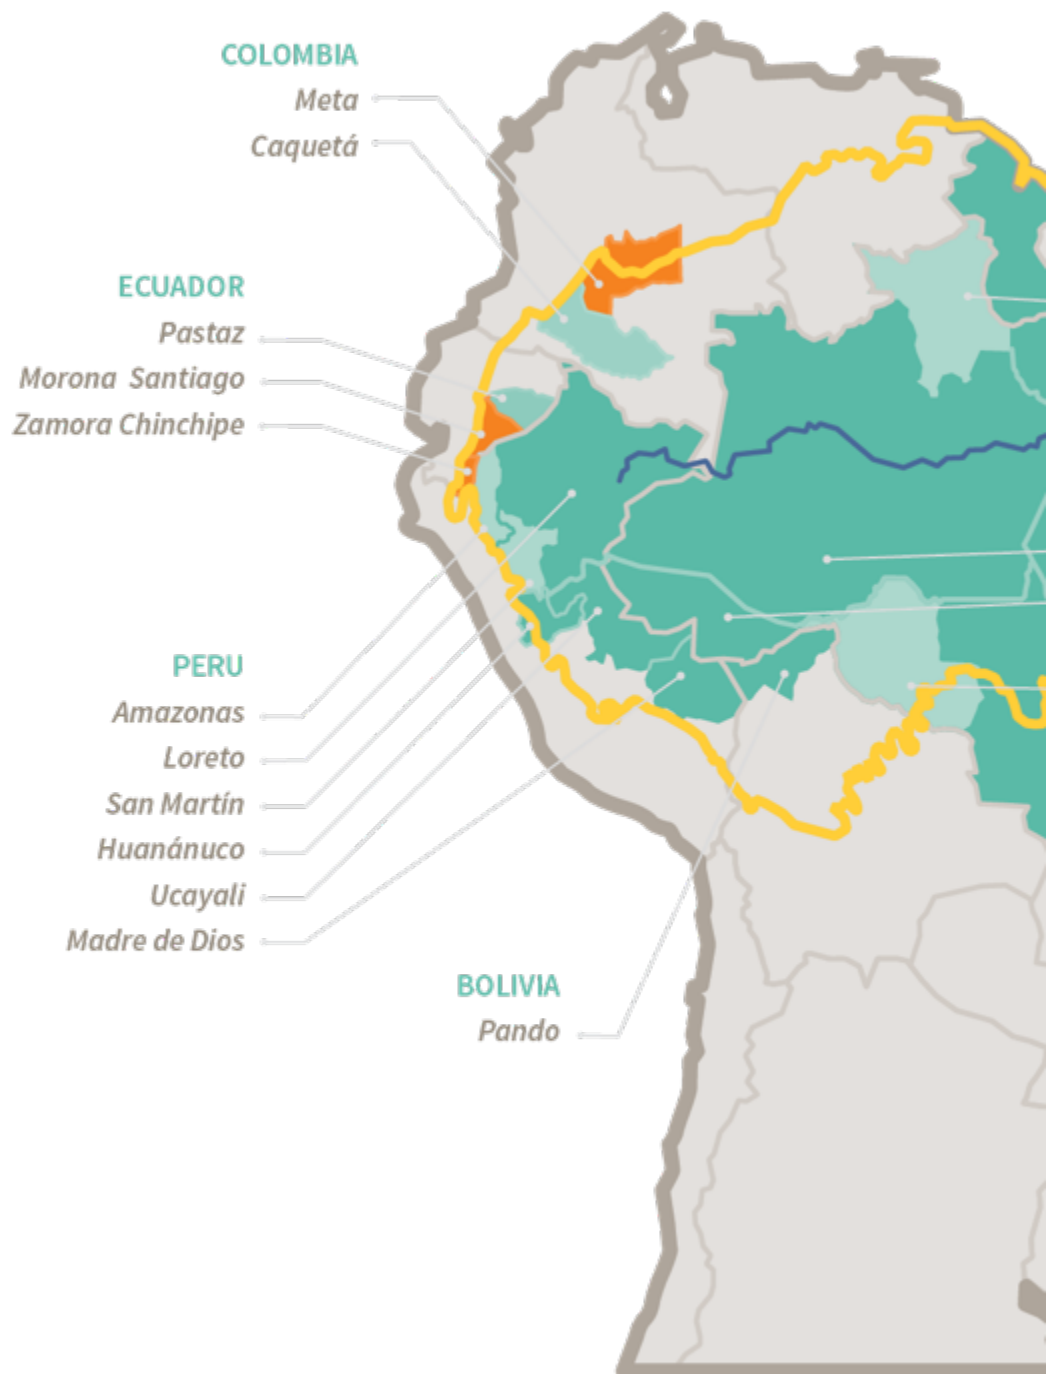 COLOMBIA
Meta
Caquetá
ECUADOR
Pastaz
Morona Santiago
Zamora Chinchipe
PERU
Amazonas
Loreto
San Martín
Huanánuco
Ucayali
Madre de Dios
BOLIVIA
Pando